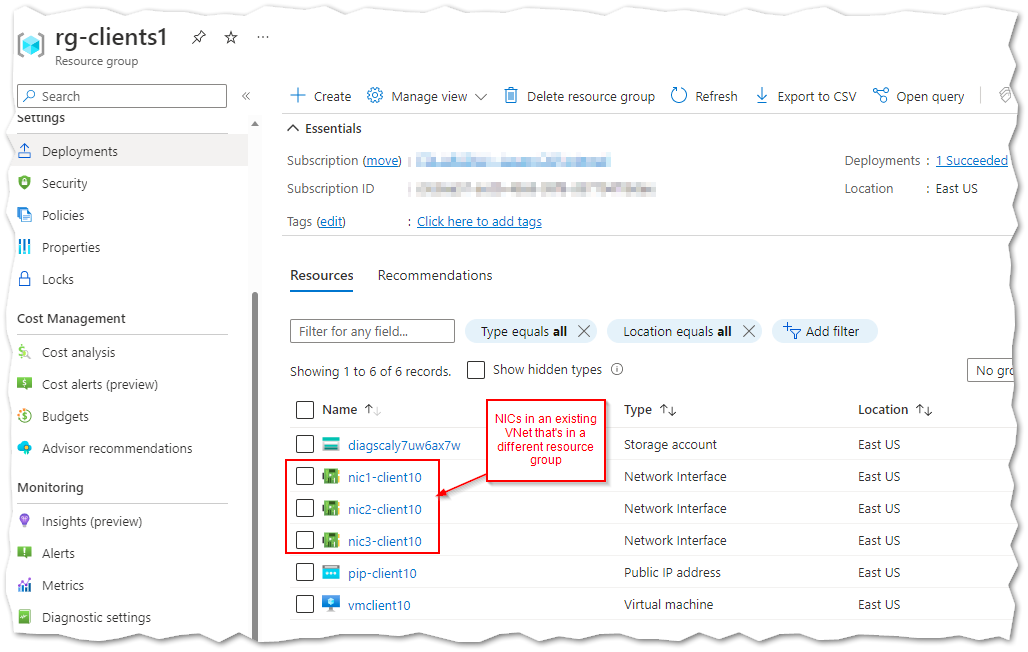 rg-clients1
Resource group
Search
Settings
Deployments
Security
Policies
Properties
Locks
Cost Management
Cost analysis
Cost alerts (preview)
Budgets
Advisor recommendations
Monitoring
Insights (preview)
Alerts
Metrics
Diagnostic settings
Create Manage view Delete resource group Refresh Export to CSV Open query
Essentials
Subscription (move) : Deployments : 1 Succeeded
Subscription ID : Location : East US
Tags (edit) : Click here to add tags
Resources Recommendations
Filter for any field... Type equals all Location equals all Add filter
Showing 1 to 6 of 6 records. Show hidden types No gro
Name Type Location
NICs in an existing
VNet that's in a
different resource
group
diagscaly7uw6ax7w Storage account East US
nic1-client10 Network Interface East US
nic2-client10 Network Interface East US
nic3-client10 Network Interface East US
pip-client10 Public IP address East US
vmclient10 Virtual machine East US